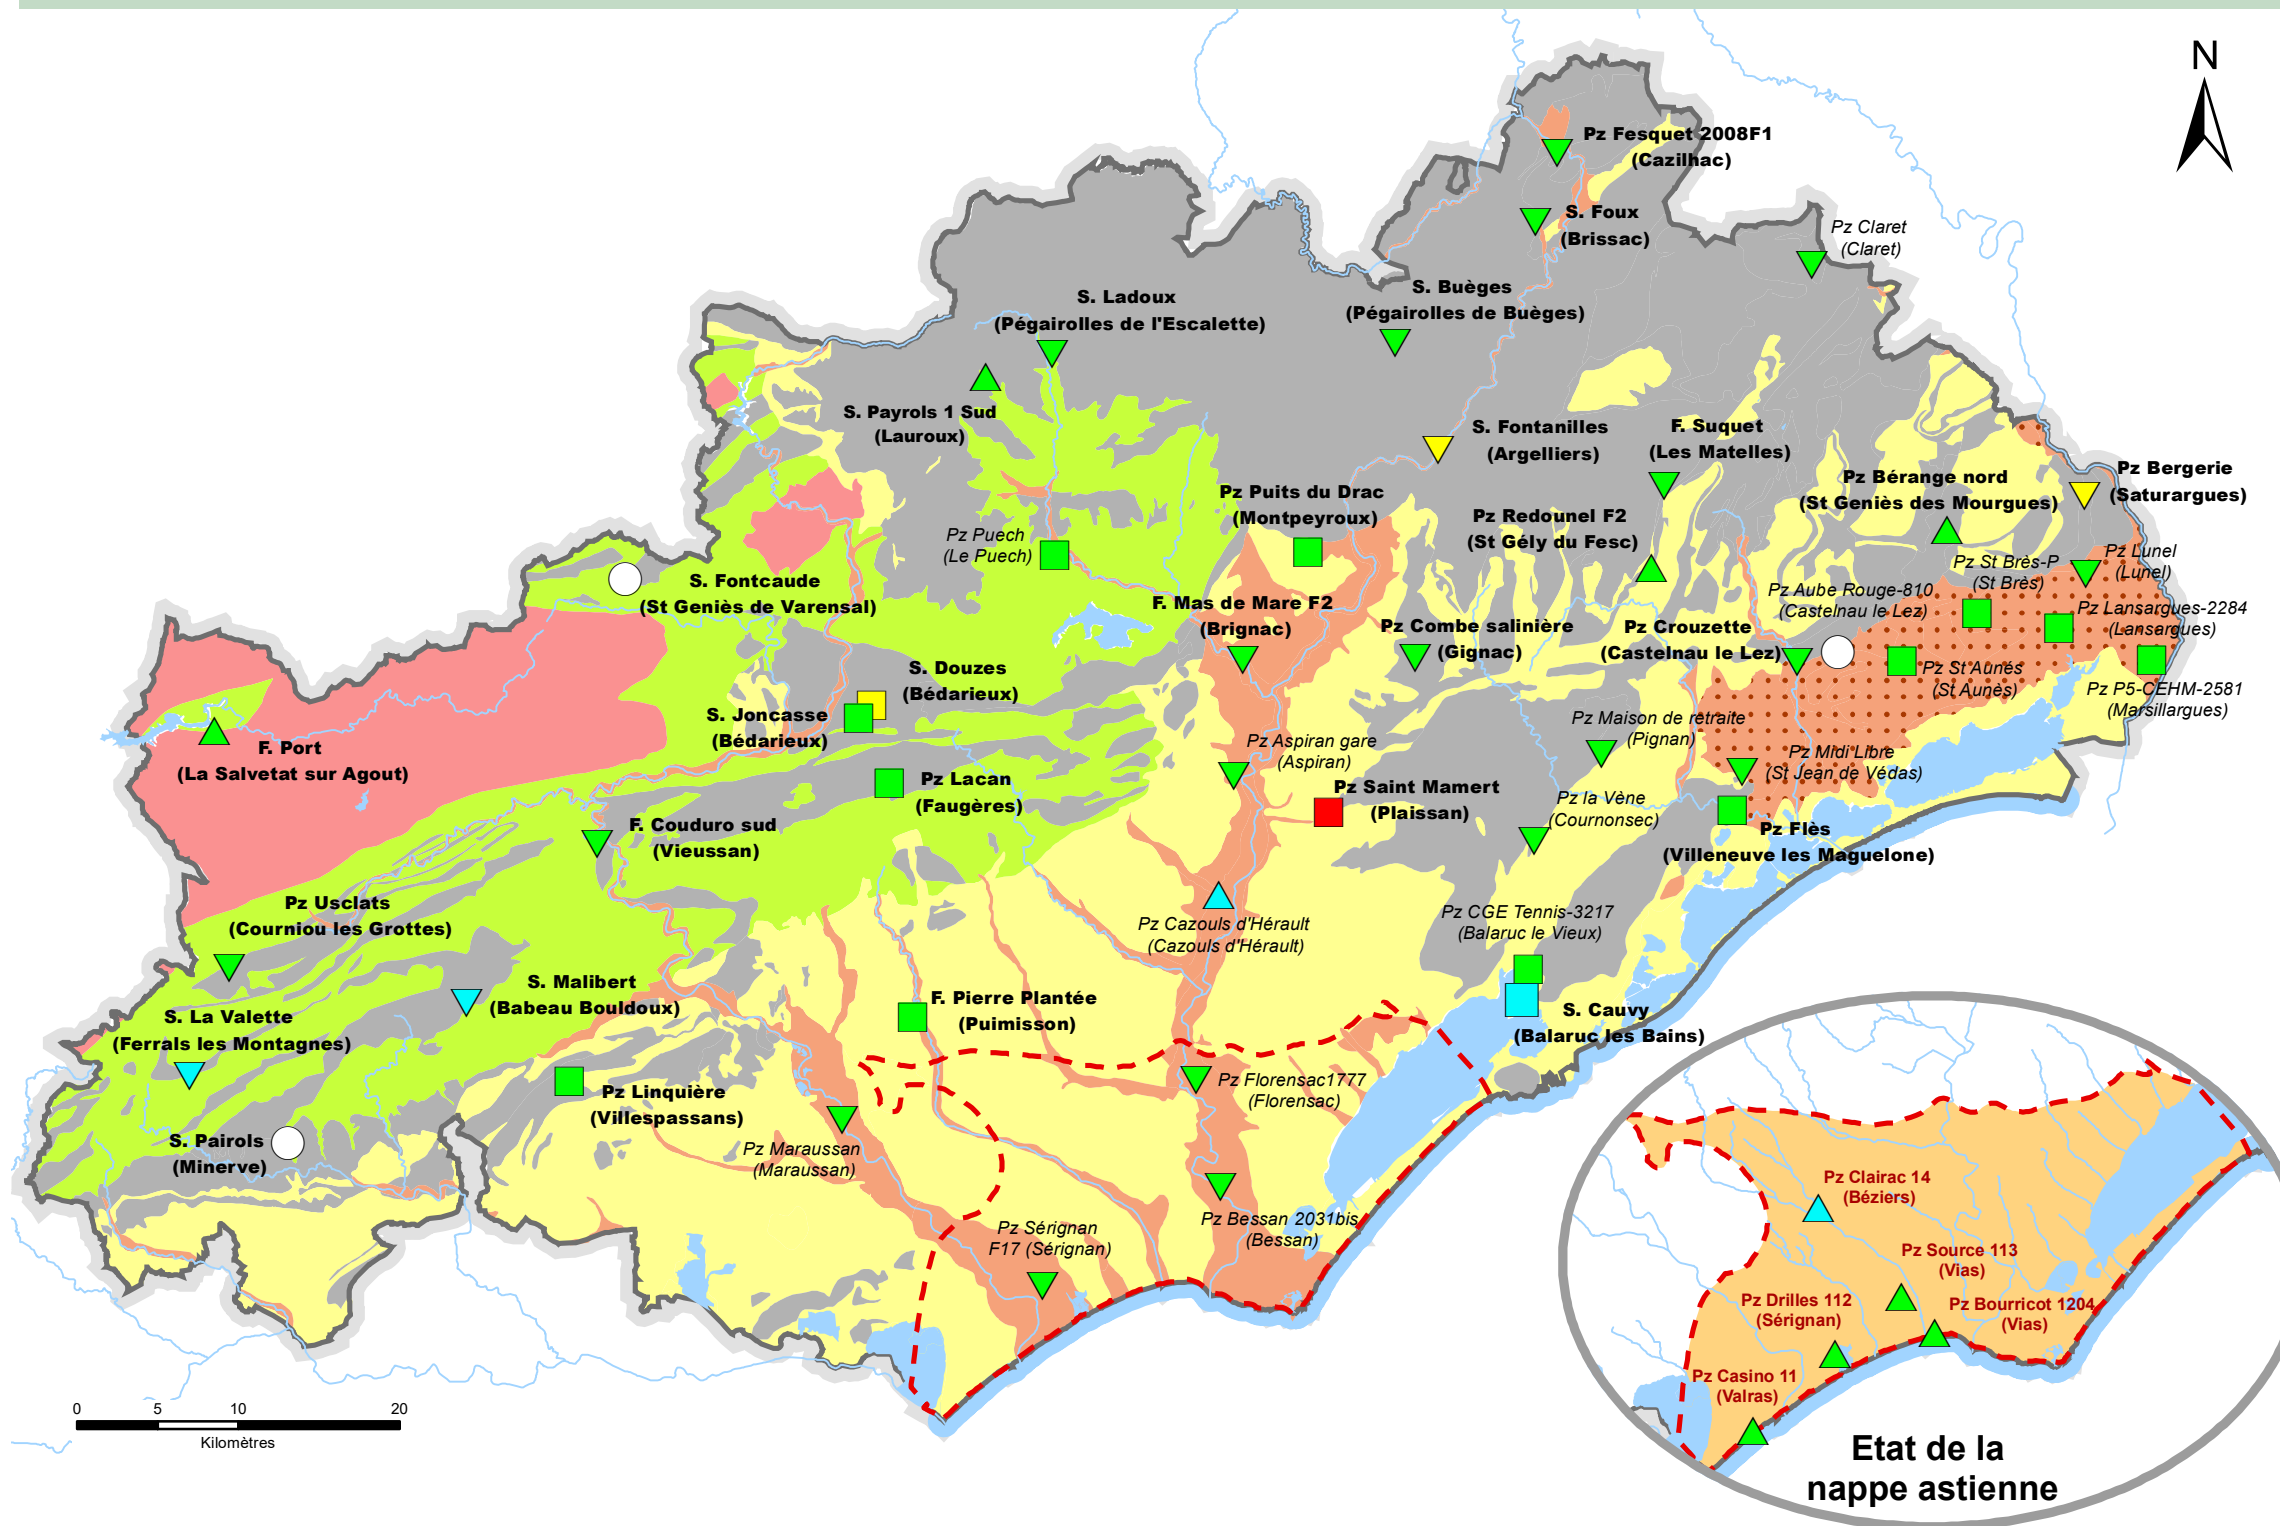 N
Pz Fesquet 2008F1
(Cazilhac)
S. Foux
(Brissac)
Pz Claret
(Claret)
S. Ladoux
(Pégairolles de l'Escalette)
S. Buèges
(Pégairolles de Buèges)
S. Payrols 1 Sud
(Lauroux)
S. Fontanilles
(Argelliers)
F. Suquet
(Les Matelles)
Pz Bérange nord
(St Geniès des Mourgues)
Pz Bergerie
(Saturargues)
Pz Puits du Drac
(Montpeyroux)
Pz Redounel F2
(St Gély du Fesc)
Pz Puech
(Le Puech)
Pz St Brès-P
(St Brès)
Pz Lunel
(Lunel)
S. Fontcaude
(St Geniès de Varensal)
Pz Aube Rouge-810
(Castelnau le Lez)
Pz Lansargues-2284
(Lansargues)
F. Mas de Mare F2
(Brignac)
Pz Combe salinière
(Gignac)
Pz Crouzette
(Castelnau le Lez)
S. Douzes
(Bédarieux)
Pz St Aunés
(St Aunès)
Pz P5-CEHM-2581
(Marsillargues)
S. Joncasse
(Bédarieux)
F. Port
(La Salvetat sur Agout)
Pz Maison de retraite
(Pignan)
Pz Aspiran gare
(Aspiran)
Pz Midi Libre
(St Jean de Védas)
Pz Lacan
(Faugères)
Pz Saint Mamert
(Plaissan)
Pz la Vène
(Cournonsec)
F. Couduro sud
(Vieussan)
Pz Flès
(Villeneuve les Maguelone)
Pz Usclats
(Courniou les Grottes)
Pz Cazouls d'Hérault
(Cazouls d'Hérault)
Pz CGE Tennis-3217
(Balaruc le Vieux)
S. Malibert
(Babeau Bouldoux)
F. Pierre Plantée
(Puimisson)
S. La Valette
(Ferrals les Montagnes)
S. Cauvy
(Balaruc les Bains)
Pz Linquière
(Villespassans)
Pz Florensac1777
(Florensac)
S. Pairols
(Minerve)
Pz Maraussan
(Maraussan)
Pz Sérignan
F17 (Sérignan)
Pz Bessan 2031bis
(Bessan)
Pz Clairac 14
(Béziers)
Pz Source 113
(Vias)
Pz Drilles 112
(Sérignan)
Pz Bourricot 1204
(Vias)
Pz Casino 11
(Valras)
0 5 10 20
Kilomètres
Etat de la
nappe astienne